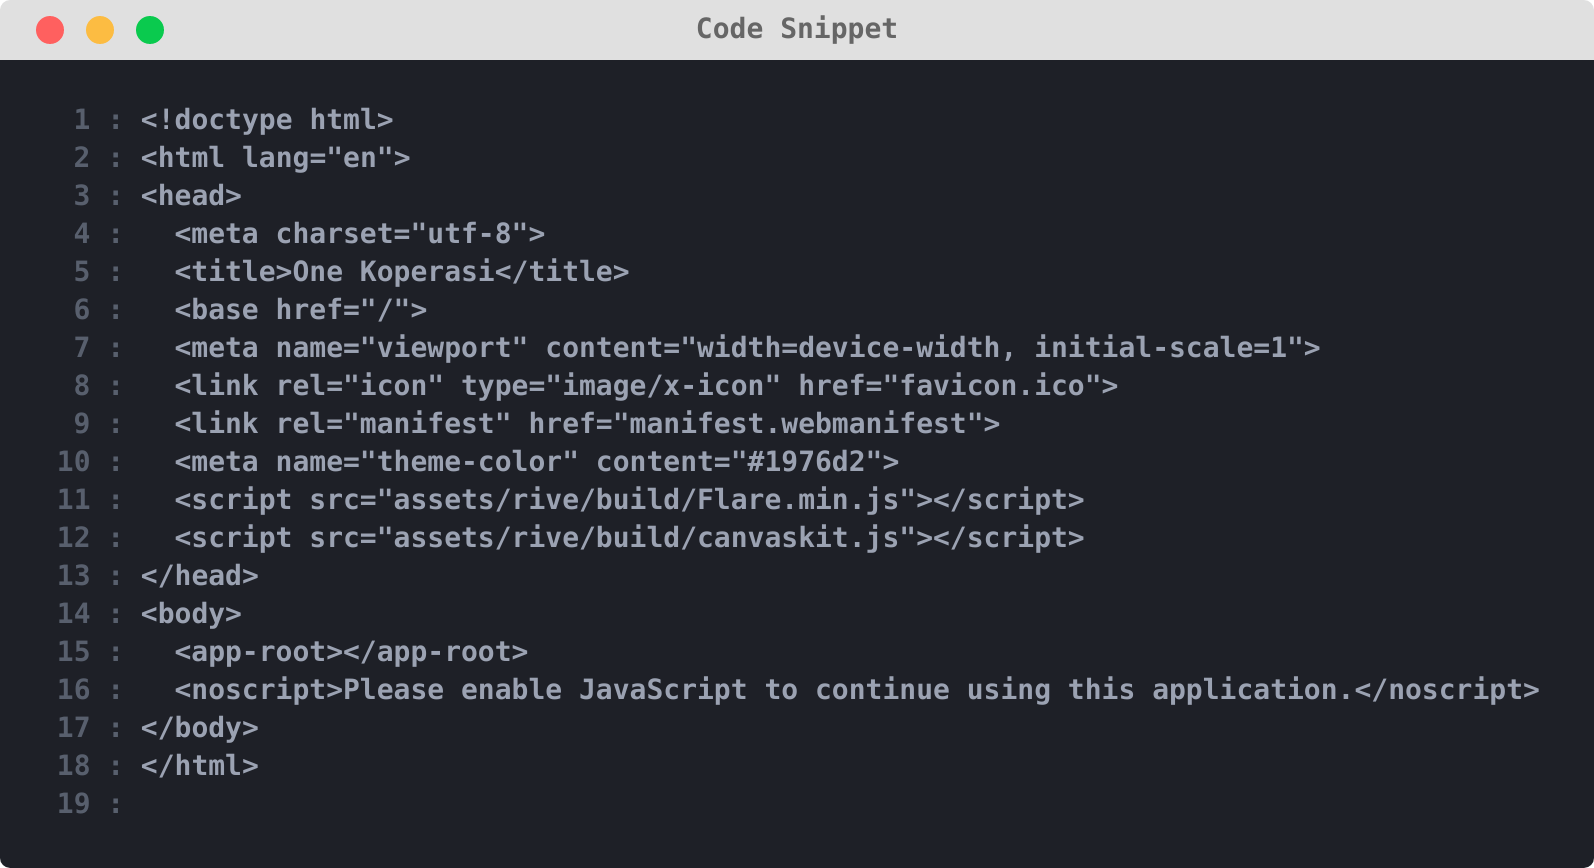 Code Snippet
1 : <!doctype html>
2 : <html lang="en">
3 : <head>
4 :   <meta charset="utf-8">
5 :   <title>One Koperasi</title>
6 :   <base href="/">
7 :   <meta name="viewport" content="width=device-width, initial-scale=1">
8 :   <link rel="icon" type="image/x-icon" href="favicon.ico">
9 :   <link rel="manifest" href="manifest.webmanifest">
10 :   <meta name="theme-color" content="#1976d2">
11 :   <script src="assets/rive/build/Flare.min.js"></script>
12 :   <script src="assets/rive/build/canvaskit.js"></script>
13 : </head>
14 : <body>
15 :   <app-root></app-root>
16 :   <noscript>Please enable JavaScript to continue using this application.</noscript>
17 : </body>
18 : </html>
19 :